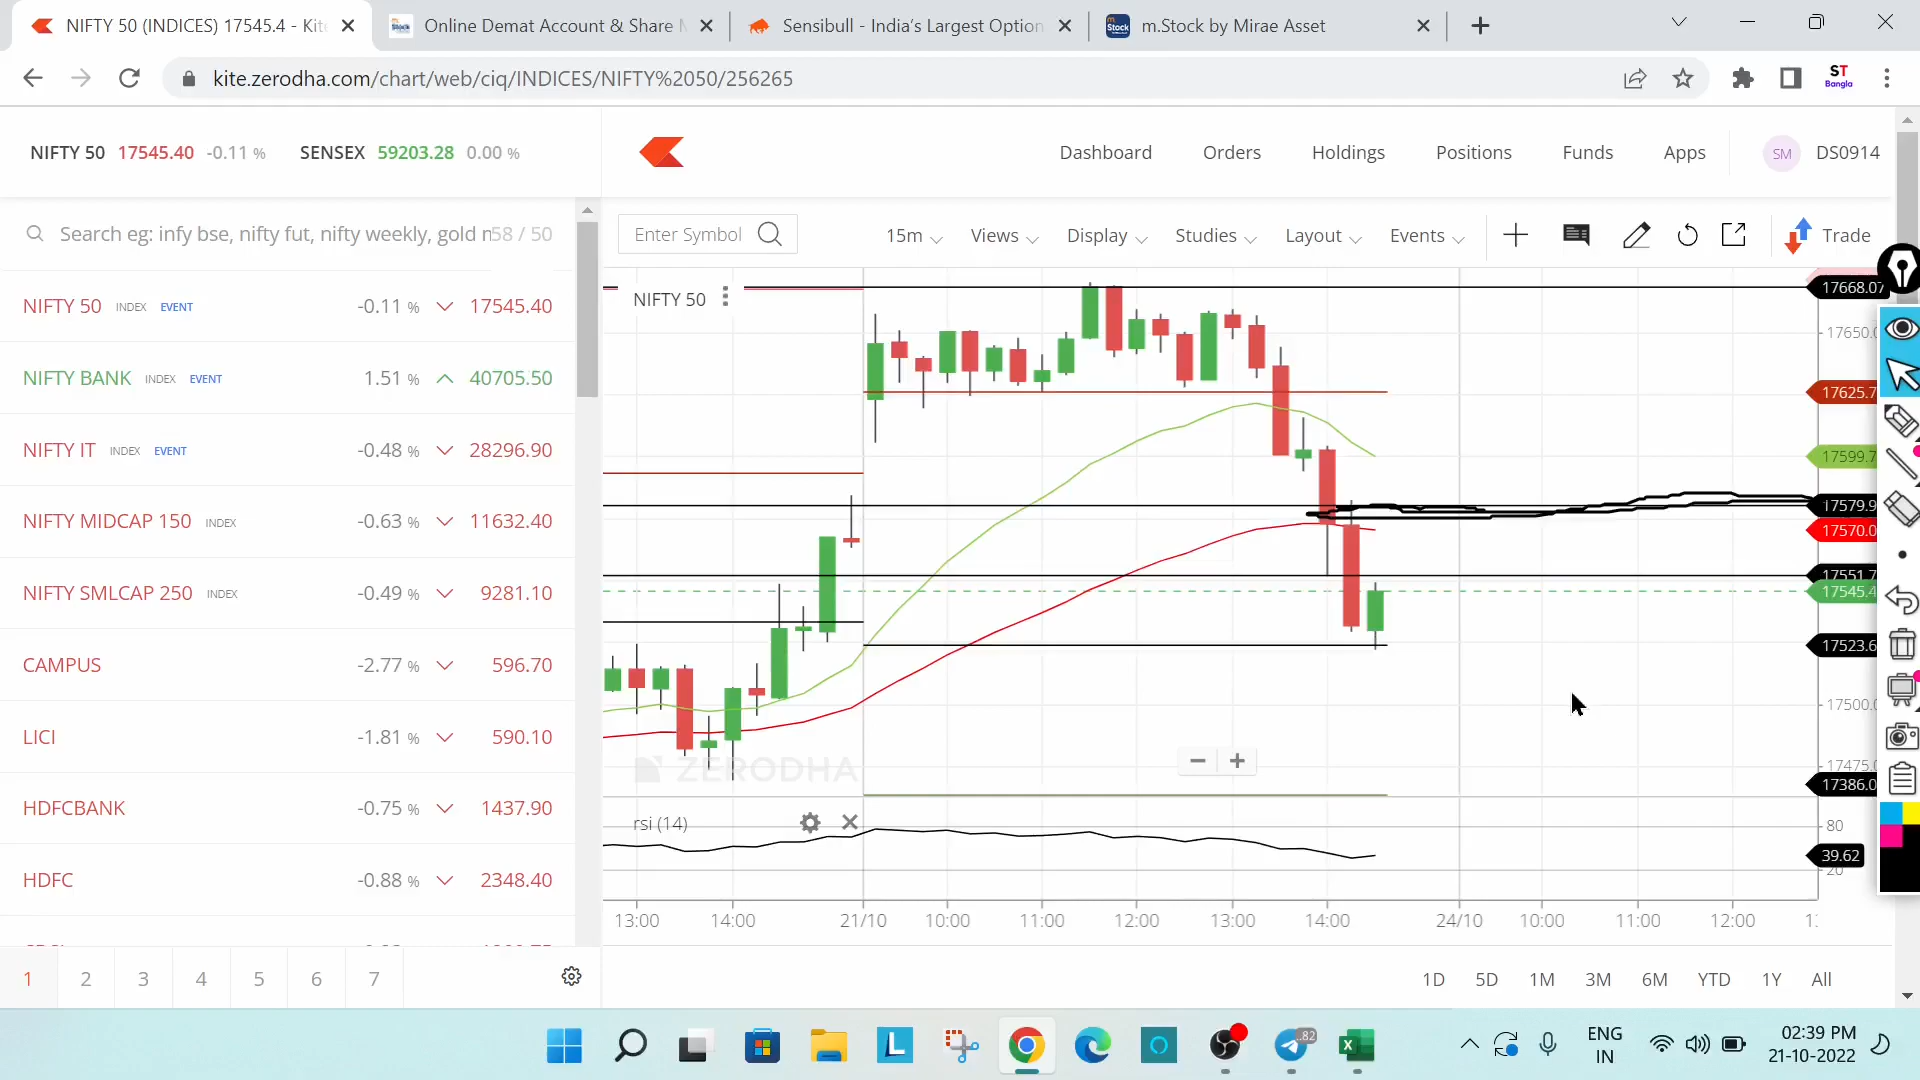 NIFTY 50 (INDICES) 17545.4 - Kite
Online Demat Account & Share M
Sensibull - India's Largest Option
m.Stock by Mirae Asset
kite.zerodha.com/chart/web/ciq/INDICES/NIFTY%2050/256265
ST
Bangla
NIFTY 50 17545.40 -0.11 % SENSEX 59203.28 0.00 %
Dashboard Orders Holdings Positions Funds Apps SM DS0914
Search eg: infy bse, nifty fut, nifty weekly, gold m 58 / 50
Enter Symbol 15m Views Display Studies Layout Events Trade
NIFTY 50 INDEX EVENT -0.11 % 17545.40
NIFTY BANK INDEX EVENT 1.51 % 40705.50
NIFTY IT INDEX EVENT -0.48 % 28296.90
NIFTY MIDCAP 150 INDEX -0.63 % 11632.40
NIFTY SMLCAP 250 INDEX -0.49 % 9281.10
CAMPUS -2.77 % 596.70
LICI -1.81 % 590.10
HDFCBANK -0.75 % 1437.90
HDFC -0.88 % 2348.40
1 2 3 4 5 6 7
NIFTY 50
17668.07
17650.0
17625.7
17599.7
17579.9
17570.0
17551.7
17545.4
17523.6
17500.0
17475.0
17386.0
ZERODHA
rsi (14)
80
39.62
20
13:00 14:00 21/10 10:00 11:00 12:00 13:00 14:00 24/10 10:00 11:00 12:00 1:
1D 5D 1M 3M 6M YTD 1Y All
Stock
82
ENG
IN
02:39 PM
21-10-2022